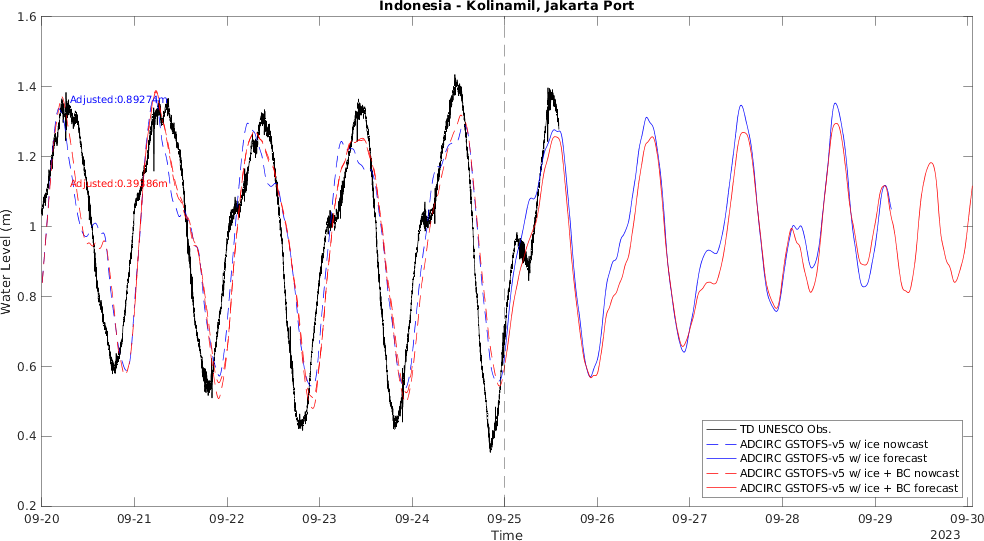 Indonesia - Kolinamil, Jakarta Port
1.6
1.4
1.2
1
0.8
0.6
0.4
0.2
Water Level (m)
Adjusted:0.89274m
Adjusted:0.39386m
TD UNESCO Obs.
ADCIRC GSTOFS-v5 w/ ice nowcast
ADCIRC GSTOFS-v5 w/ ice forecast
ADCIRC GSTOFS-v5 w/ ice + BC nowcast
ADCIRC GSTOFS-v5 w/ ice + BC forecast
09-20 09-21 09-22 09-23 09-24 09-25 09-26 09-27 09-28 09-29 09-30
Time
2023